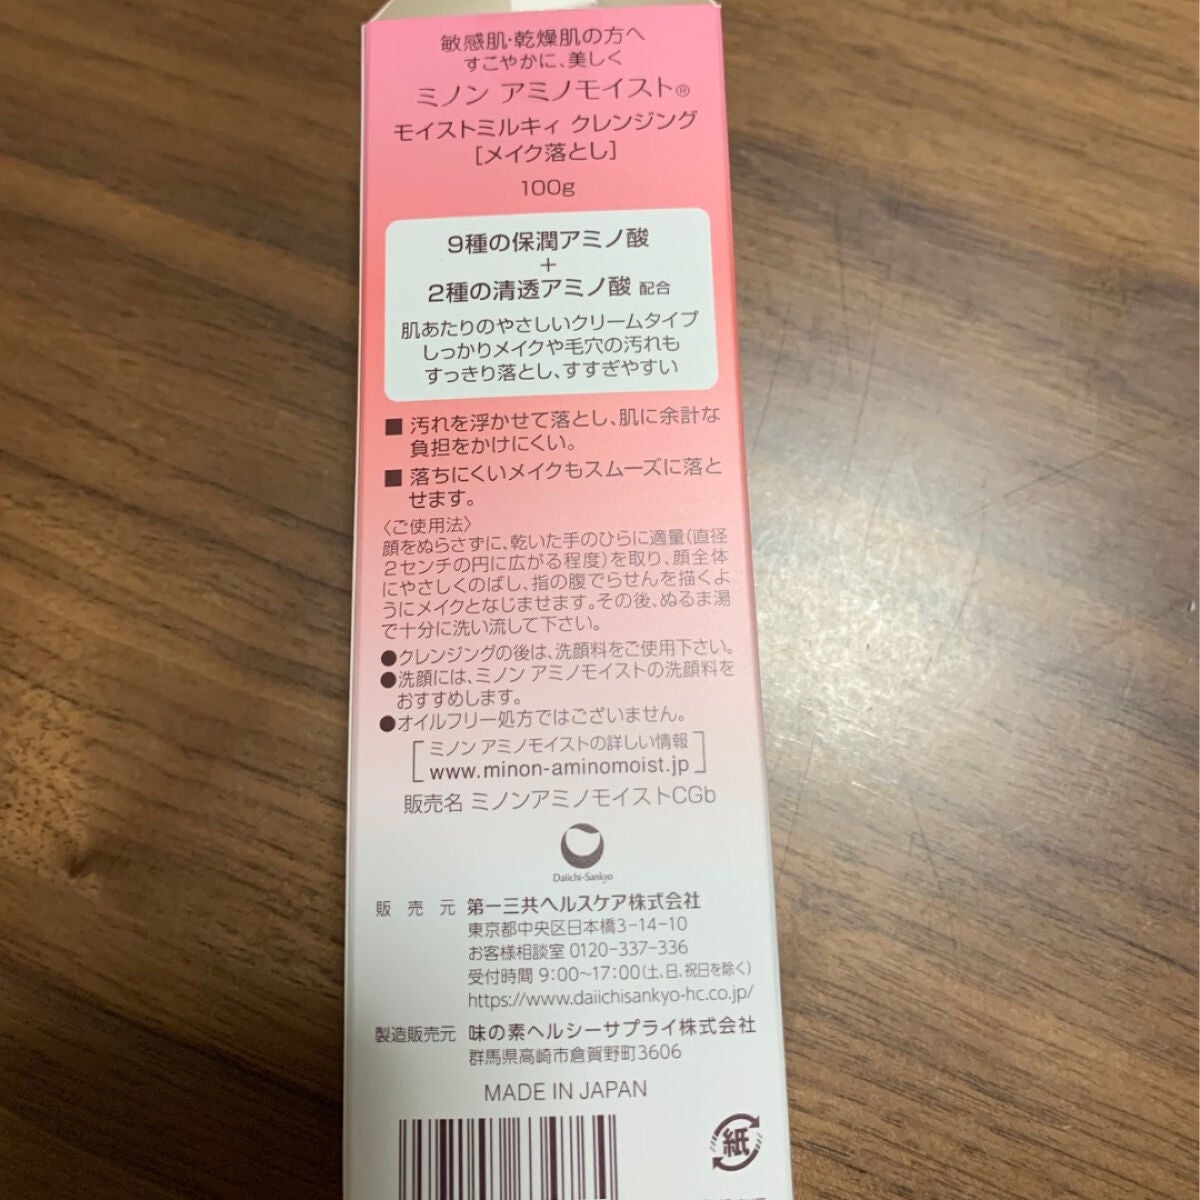 敏感肌・乾燥肌の方へ
すこやかに、美しく
ミノン アミノモイスト®
モイストミルキィ クレンジング
[メイク落とし]
100g
9種の保潤アミノ酸
+
2種の清透アミノ酸 配合
肌あたりのやさしいクリームタイプ
しっかりメイクや毛穴の汚れも
すっきり落とし、すすぎやすい
■ 汚れを浮かせて落とし、肌に余計な
負担をかけにくい。
■ 落ちにくいメイクもスムーズに落と
せます。
〈ご使用法〉
顔をぬらさずに、乾いた手のひらに適量(直径
2センチの円に広がる程度)を取り、顔全体
にやさしくのばし、指の腹でらせんを描くよ
うにメイクとなじませます。その後、ぬるま湯
で十分に洗い流して下さい。
●クレンジングの後は、洗顔料をご使用下さい。
●洗顔には、ミノン アミノモイストの洗顔料を
おすすめします。
●オイルフリー処方ではございません。
ミノン アミノモイストの詳しい情報
www.minon-aminomoist.jp
販売名 ミノンアミノモイストCGb
Daiichi-Sankyo
販売元 第一三共ヘルスケア株式会社
東京都中央区日本橋3-14-10
お客様相談室 0120-337-336
受付時間 9:00〜17:00(土、日、祝日を除く)
https://www.daiichisankyo-hc.co.jp/
製造販売元 味の素ヘルシーサプライ株式会社
群馬県高崎市倉賀野町3606
MADE IN JAPAN
紙